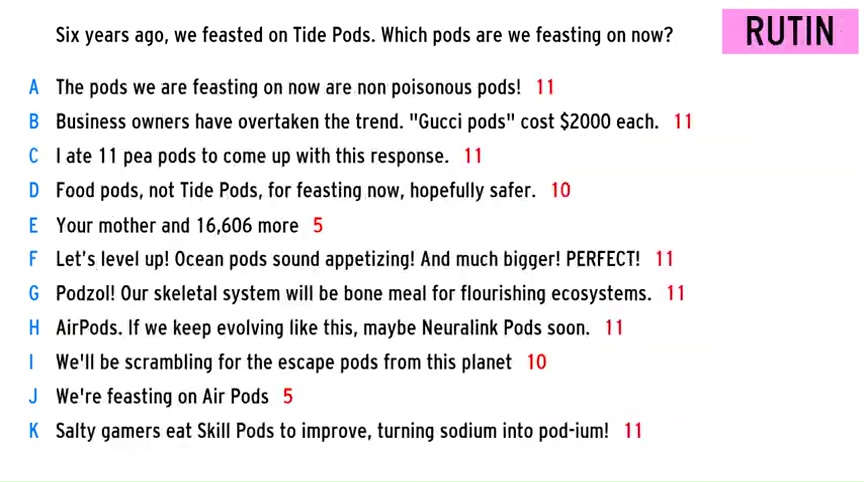 Six years ago, we feasted on Tide Pods. Which pods are we feasting on now?
RUTIN
A The pods we are feasting on now are non poisonous pods! 11
B Business owners have overtaken the trend. "Gucci pods" cost $2000 each. 11
C I ate 11 pea pods to come up with this response. 11
D Food pods, not Tide Pods, for feasting now, hopefully safer. 10
E Your mother and 16,606 more 5
F Let's level up! Ocean pods sound appetizing! And much bigger! PERFECT! 11
G Podzol! Our skeletal system will be bone meal for flourishing ecosystems. 11
H AirPods. If we keep evolving like this, maybe Neuralink Pods soon. 11
I We'll be scrambling for the escape pods from this planet 10
J We're feasting on Air Pods 5
K Salty gamers eat Skill Pods to improve, turning sodium into pod-ium! 11